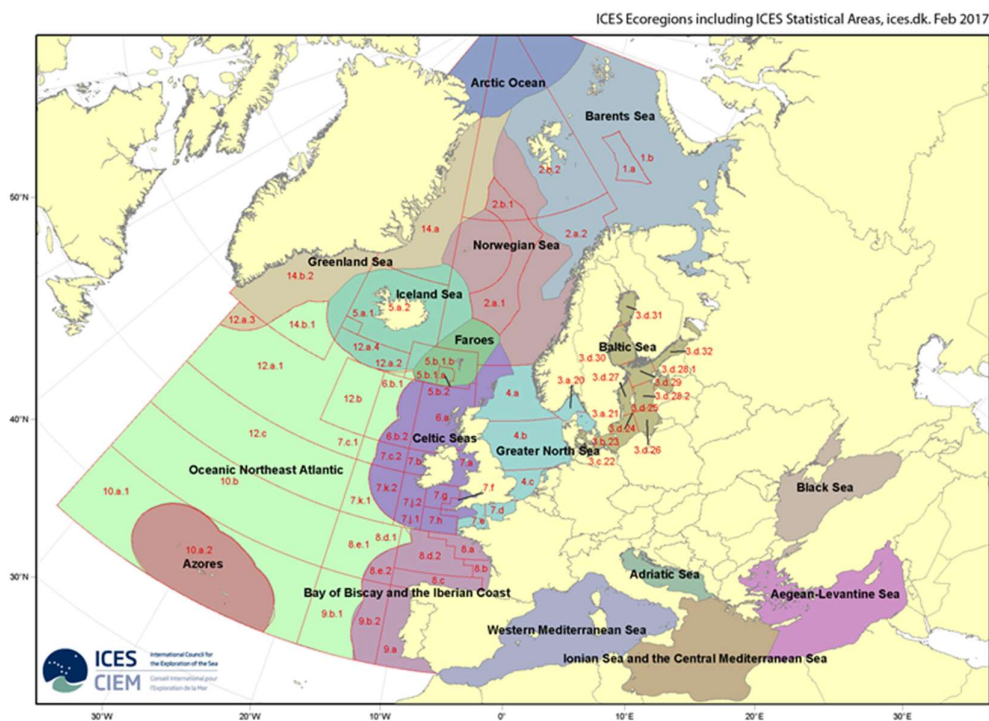 ICES Ecoregions including ICES Statistical Areas, ices.dk. Feb 2017
Arctic Ocean
Barents Sea
1.b
1.a
2.b.2
50°N
2.b.1
14.a
2.a.2
Norwegian Sea
Greenland Sea
14.b.2
Iceland Sea
2.a.1
5.a.1
5.a.2
3.d.31
12.a.3
14.b.1
Faroes
Baltic Sea
3.d.32
12.a.4
3.d.30
12.a.1
12.a.2
5.b.1.b
3.d.28.1
5.b.1.a
3.d.27
3.d.29
6.b.1
5.b.2
4.a
3.a.20
3.d.28.2
12.b
3.d.25
40°N
6.a
3.a.21
3.d.24
12.c
7.c.1
6.b.2
Celtic Seas
4.b
3.b.23
3.d.26
Greater North Sea
7.c.2
7.b
7.a
3.c.22
Oceanic Northeast Atlantic
10.b
4.c
Black Sea
10.a.1
7.k.1
7.k.2
7.g
7.f
7.j.2
7.d
7.j.1
7.h
7.e
8.d.1
8.e.1
10.a.2
8.d.2
8.a
Azores
8.e.2
8.b
8.c
Adriatic Sea
30°N
Bay of Biscay and the Iberian Coast
Aegean-Levantine Sea
9.b.1
9.b.2
Western Mediterranean Sea
9.a
Ionian Sea and the Central Mediterranean Sea
ICES
CIEM
International Council for
the Exploration of the Sea
Conseil International pour
l'Exploration de la Mer
30°W
20°W
10°W
0°
10°E
20°E
30°E